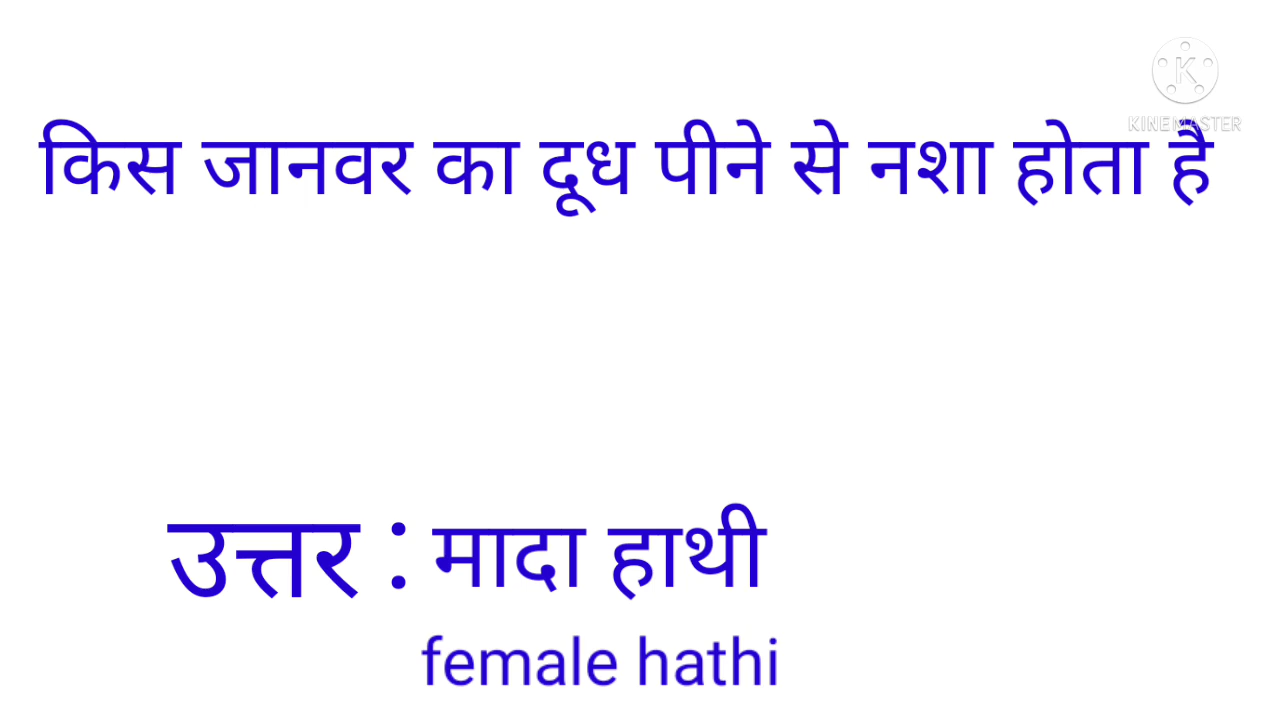 KINEMASTER
किस जानवर का दूध पीने से नशा होता है
उत्तर : मादा हाथी
female hathi